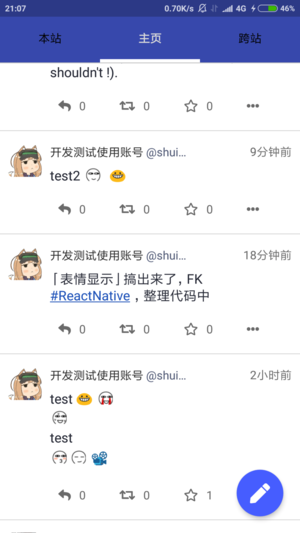 21:07 0.70K/s 4G 46%
本站 主页 跨站
shouldn't !).
0 0 0
开发测试使用账号 @shui... 9分钟前
test2
0 0 0
开发测试使用账号 @shui... 18分钟前
「表情显示」搞出来了, FK
#ReactNative ，整理代码中
0 0 0
开发测试使用账号 @shui... 2小时前
test
test
0 0 1